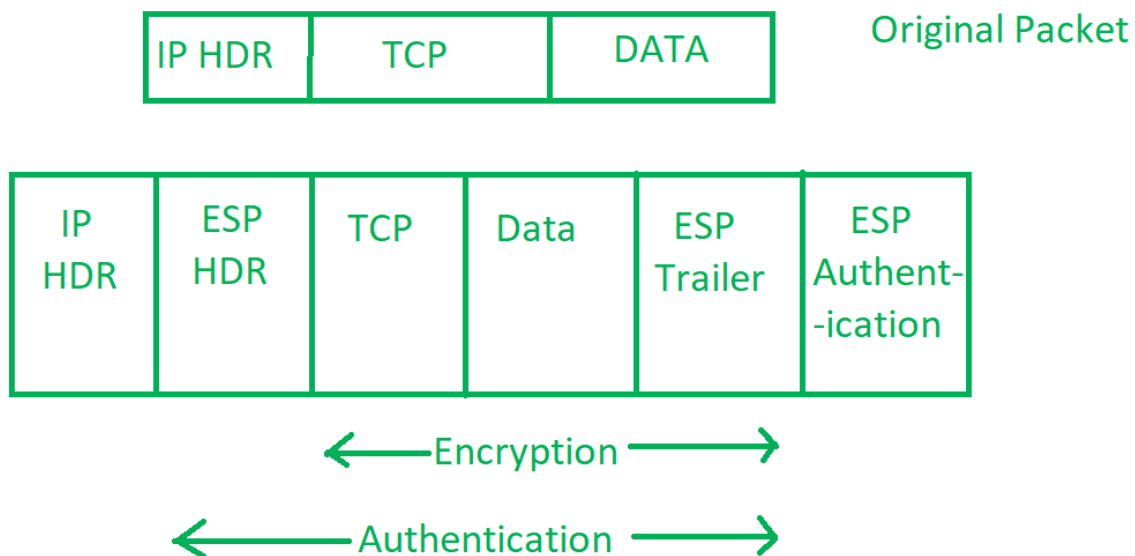 IP HDR TCP DATA Original Packet
IP HDR
ESP HDR
TCP
Data
ESP Trailer
ESP Authent-
-ication
Encryption
Authentication